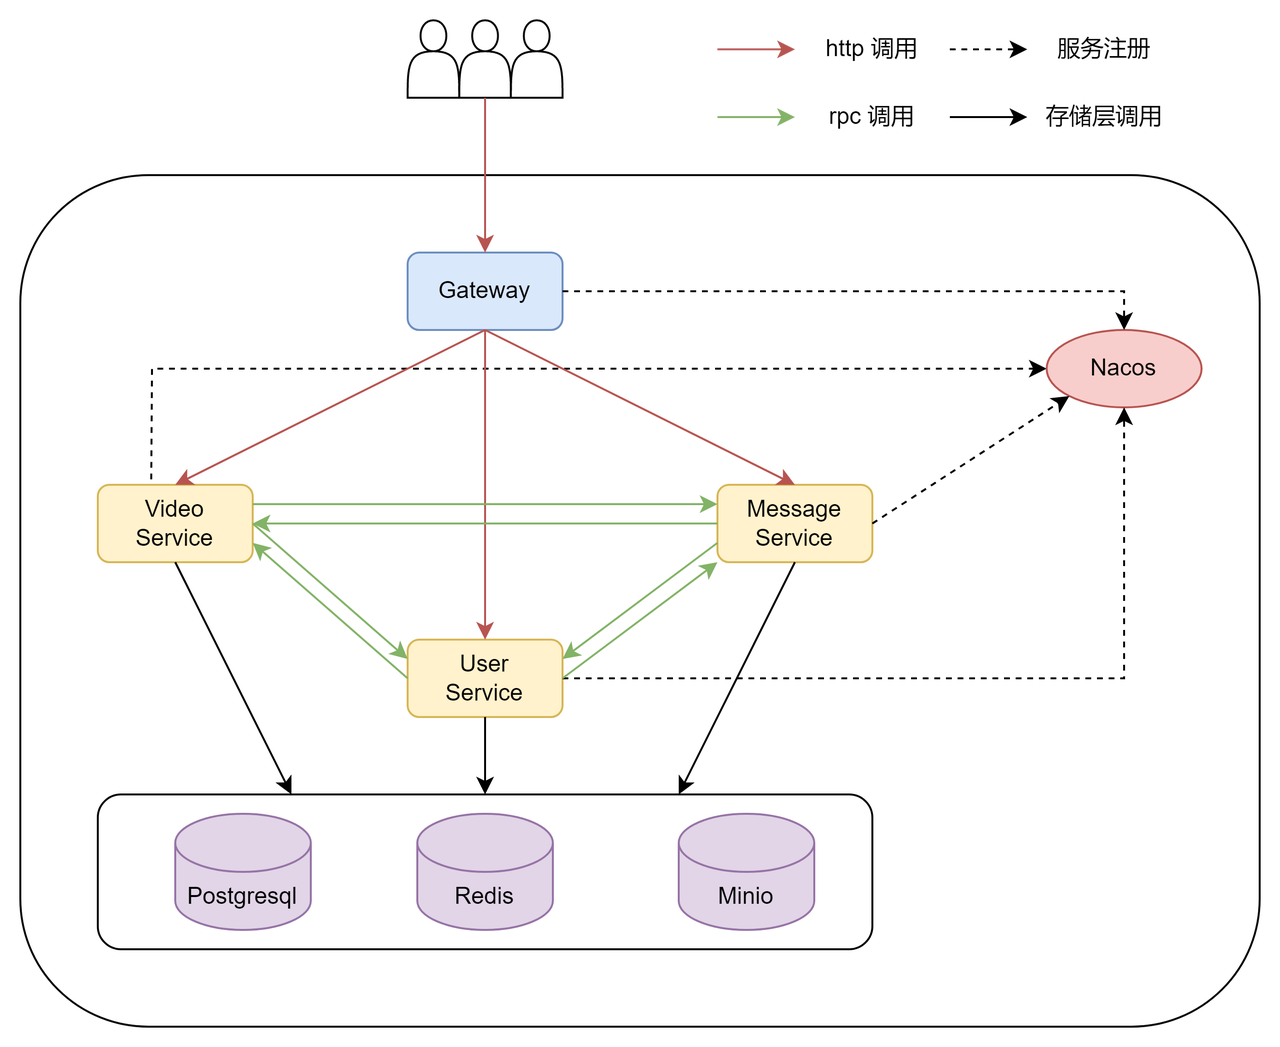 http 调用
服务注册
rpc 调用
存储层调用
Gateway
Nacos
Video
Service
Message
Service
User
Service
Postgresql
Redis
Minio